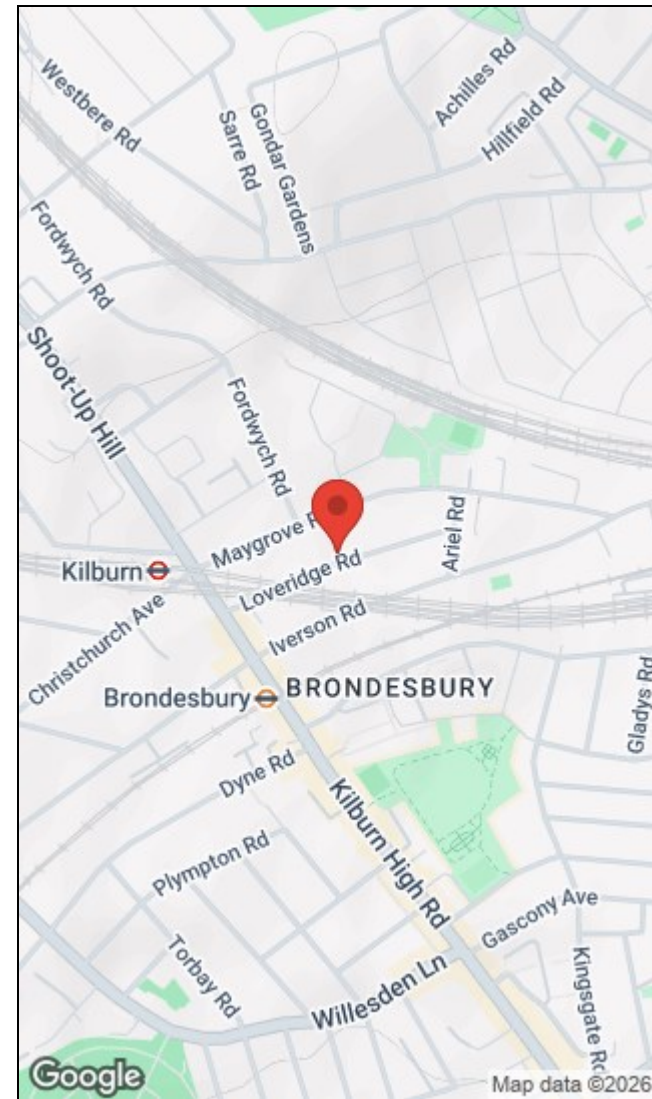 Achilles Rd
Westbere Rd
Hillfield Rd
Sarre Rd
Gondar Gardens
Fordwych Rd
Shoot-Up Hill
Fordwych Rd
Ariel Rd
Maygrove
Kilburn
Loveridge Rd
Iverson Rd
Christchurch Ave
Brondesbury
BRONDESBURY
Gladys Rd
Dyne Rd
Kilburn High Rd
Plympton Rd
Gascony Ave
Torbay Rd
Willesden Ln
Kingsgate Rd
Google
Map data ©2026